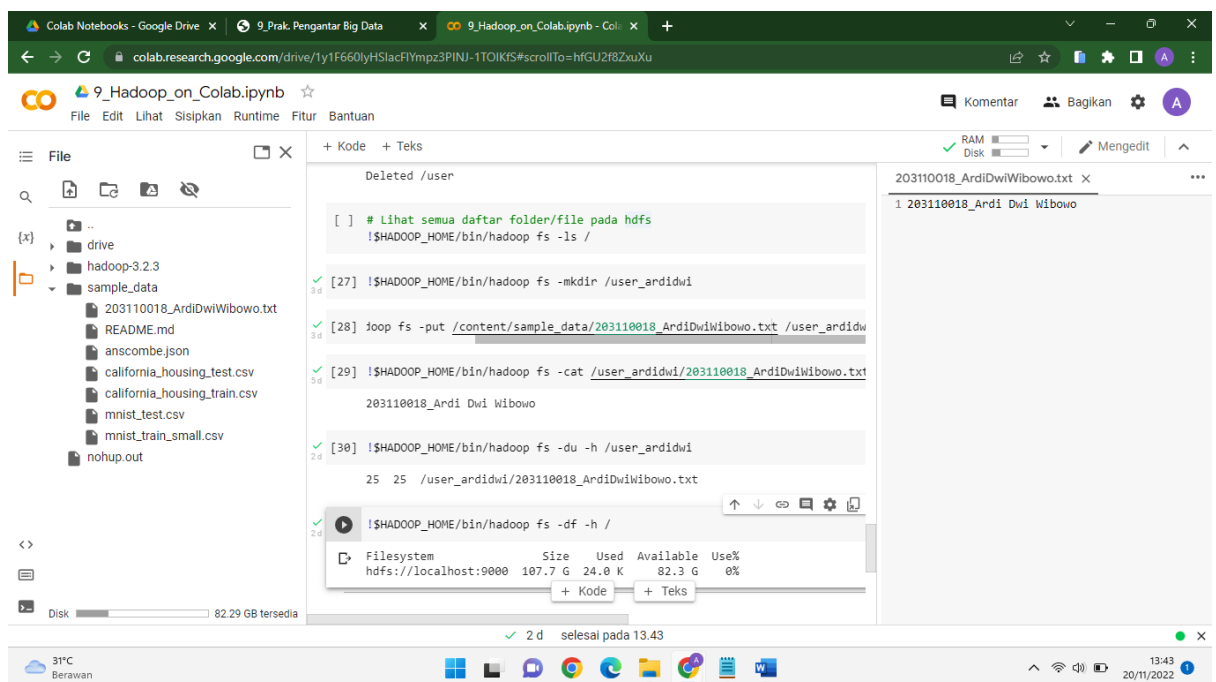 Colab Notebooks - Google Drive
9_Prak. Pengantar Big Data
9_Hadoop_on_Colab.ipynb - Cola
colab.research.google.com/drive/1y1F660lyHSIacFlYmpz3PINJ-1TOIKfS#scrollTo=hfGU2f8ZxuXu
A
9_Hadoop_on_Colab.ipynb
File Edit Lihat Sisipkan Runtime Fitur Bantuan
Komentar
Bagikan
A
File
+ Kode + Teks
RAM
Disk
Mengedit
..
{x}
drive
hadoop-3.2.3
sample_data
203110018_ArdiDwiWibowo.txt
README.md
anscombe.json
california_housing_test.csv
california_housing_train.csv
mnist_test.csv
mnist_train_small.csv
nohup.out
Disk 82.29 GB tersedia
Deleted /user
[ ] # Lihat semua daftar folder/file pada hdfs
!$HADOOP_HOME/bin/hadoop fs -ls /
3 d [27] !$HADOOP_HOME/bin/hadoop fs -mkdir /user_ardidwi
3 d [28] doop fs -put /content/sample_data/203110018_ArdiDwiWibowo.txt /user_ardidw
5 d [29] !$HADOOP_HOME/bin/hadoop fs -cat /user_ardidwi/203110018_ArdiDwiWibowo.txt
203110018_Ardi Dwi Wibowo
2 d [30] !$HADOOP_HOME/bin/hadoop fs -du -h /user_ardidwi
25 25 /user_ardidwi/203110018_ArdiDwiWibowo.txt
2 d !$HADOOP_HOME/bin/hadoop fs -df -h /
Filesystem Size Used Available Use%
hdfs://localhost:9000 107.7 G 24.0 K 82.3 G 0%
+ Kode + Teks
203110018_ArdiDwiWibowo.txt
1 203110018_Ardi Dwi Wibowo
2 d selesai pada 13.43
31°C
Berawan
13:43
20/11/2022
1